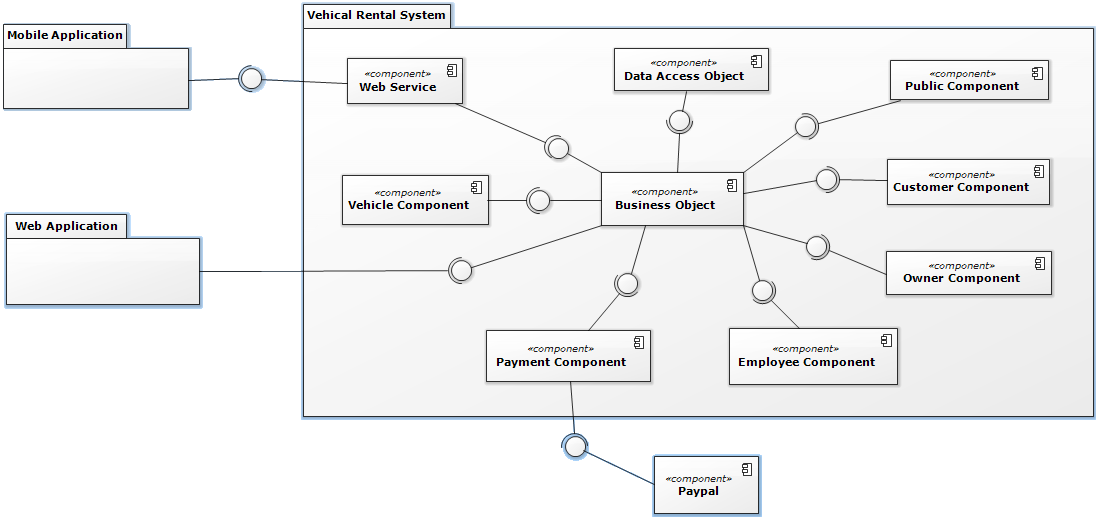 Vehical Rental System
Mobile Application
«component»
Web Service
«component»
Data Access Object
«component»
Public Component
«component»
Vehicle Component
«component»
Business Object
«component»
Customer Component
Web Application
«component»
Owner Component
«component»
Payment Component
«component»
Employee Component
«component»
Paypal